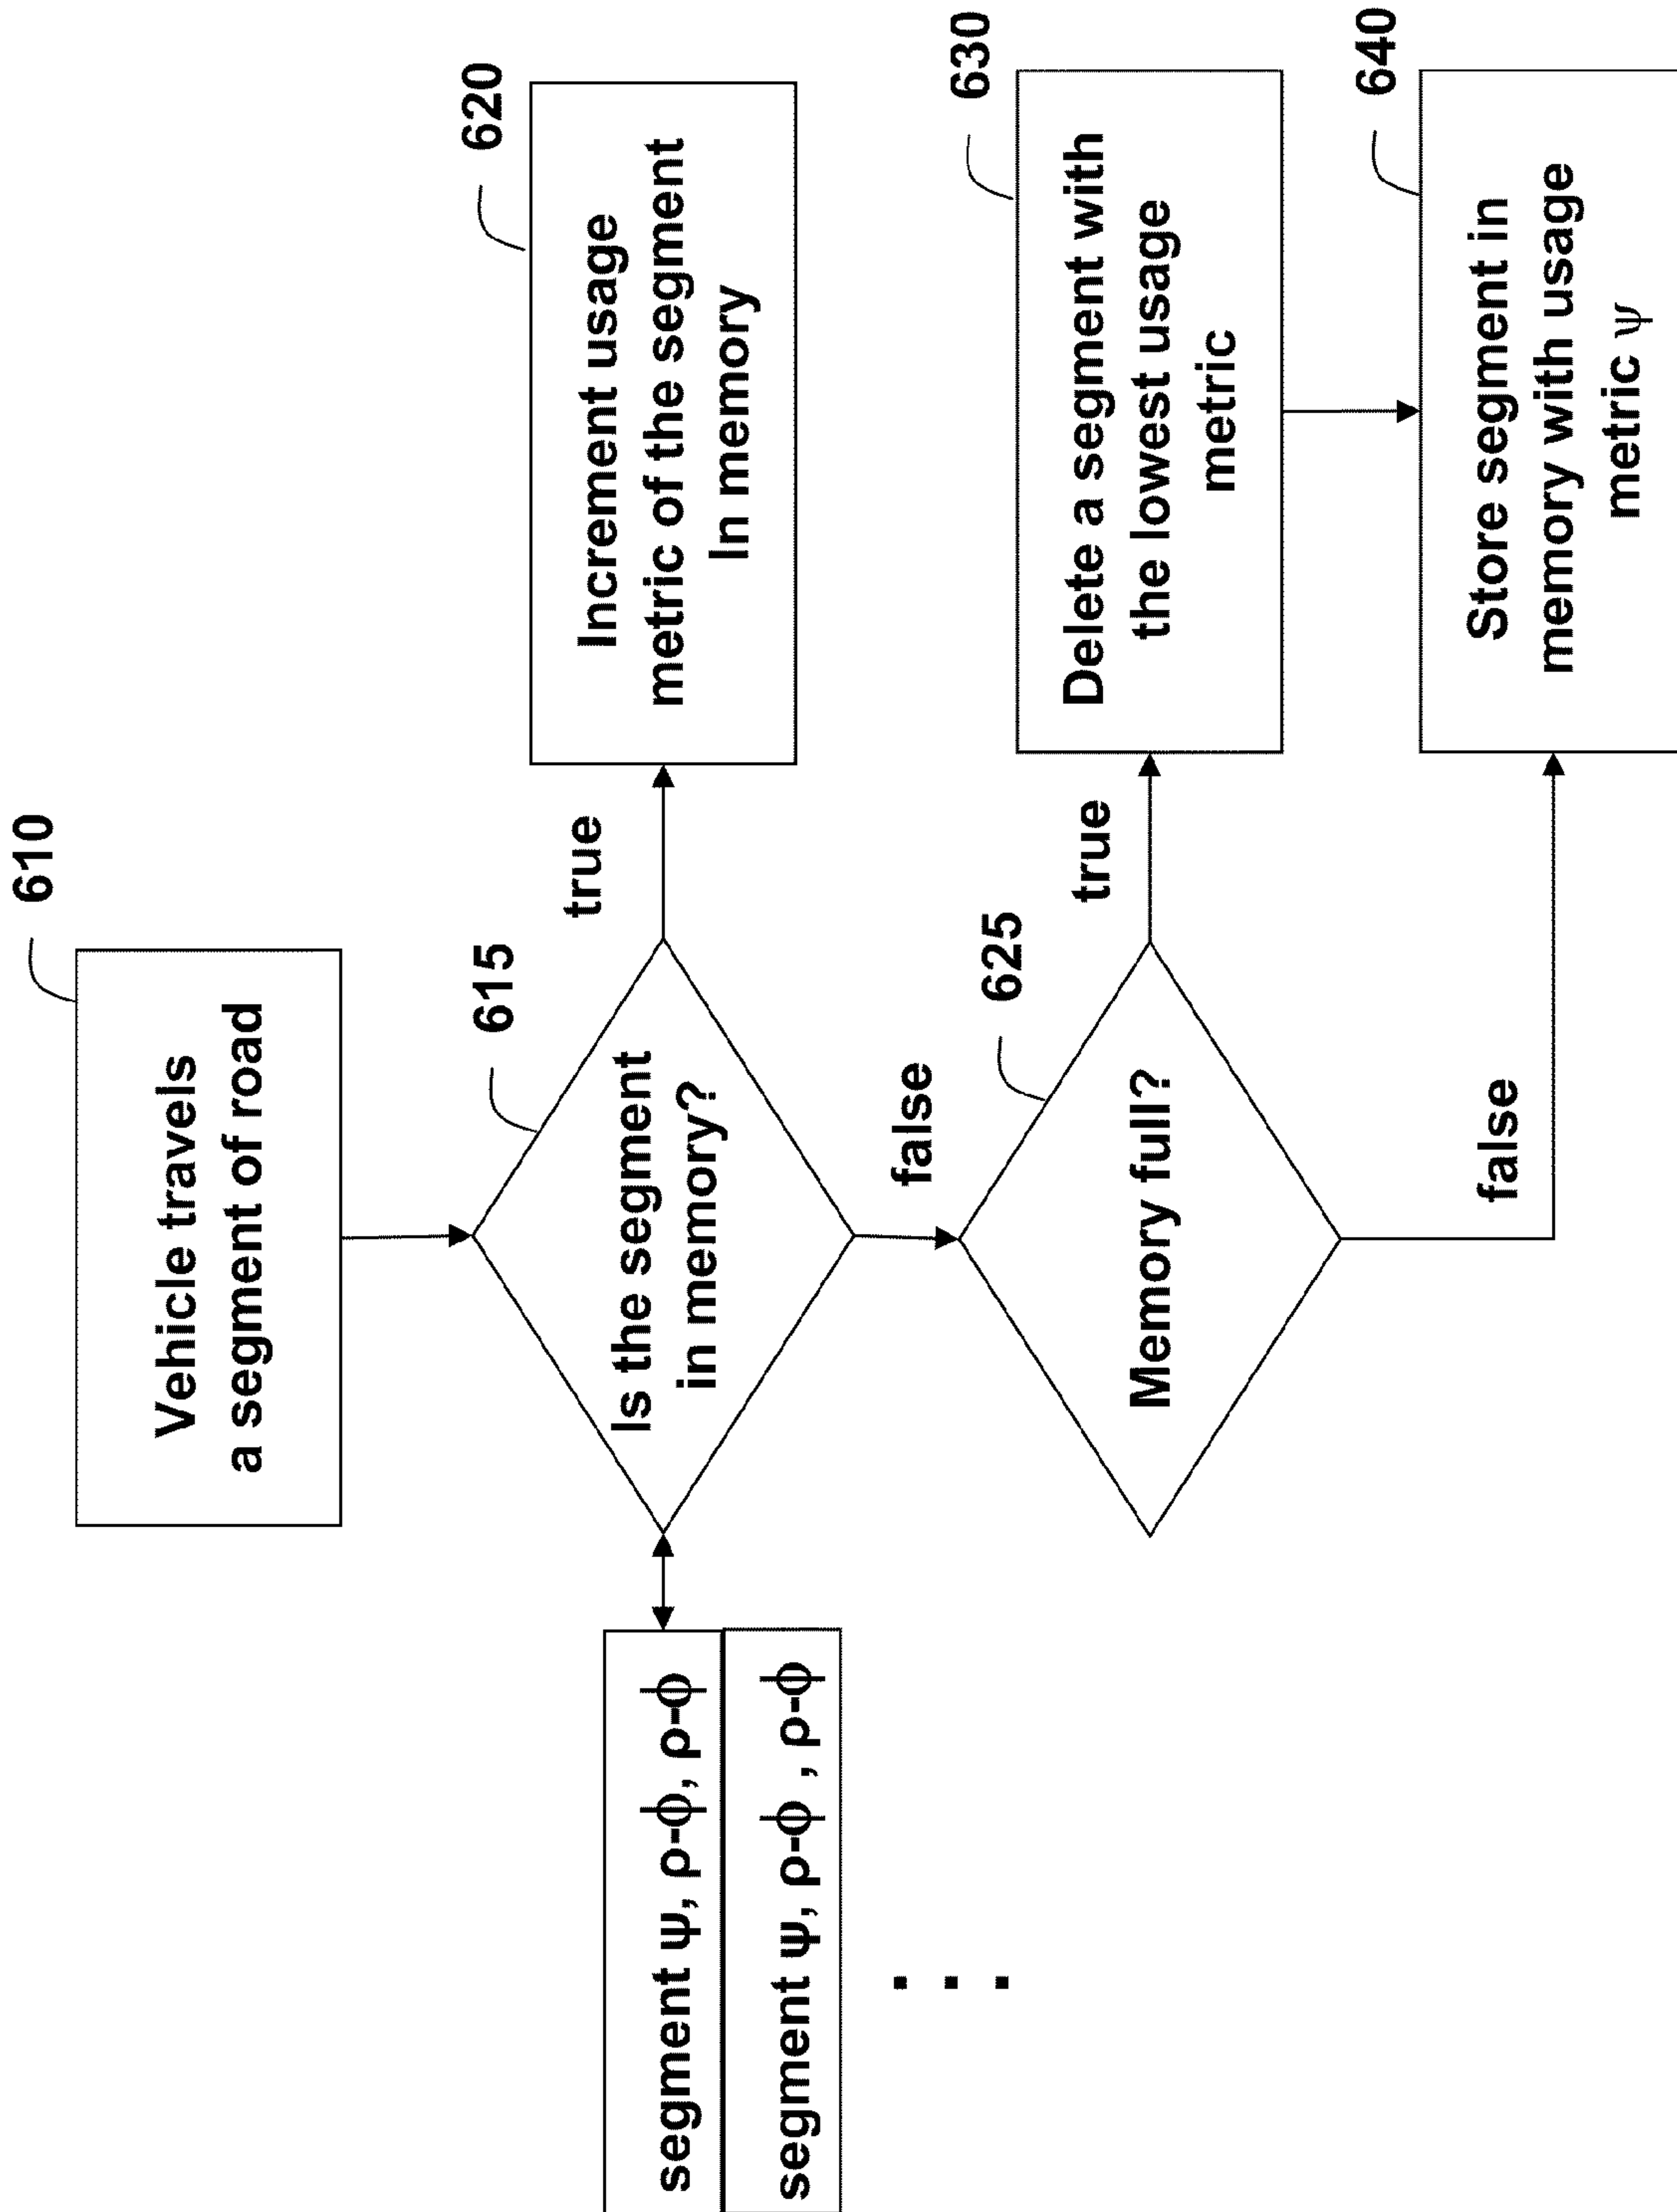 610
Vehicle travels
a segment of road
615
Is the segment
in memory?
true
620
Increment usage
metric of the segment
In memory
segment ψ, ρ-ϕ, ρ-ϕ
segment ψ, ρ-ϕ , ρ-ϕ
. . .
false
625
Memory full?
true
630
Delete a segment with
the lowest usage
metric
false
640
Store segment in
memory with usage
metric ψ